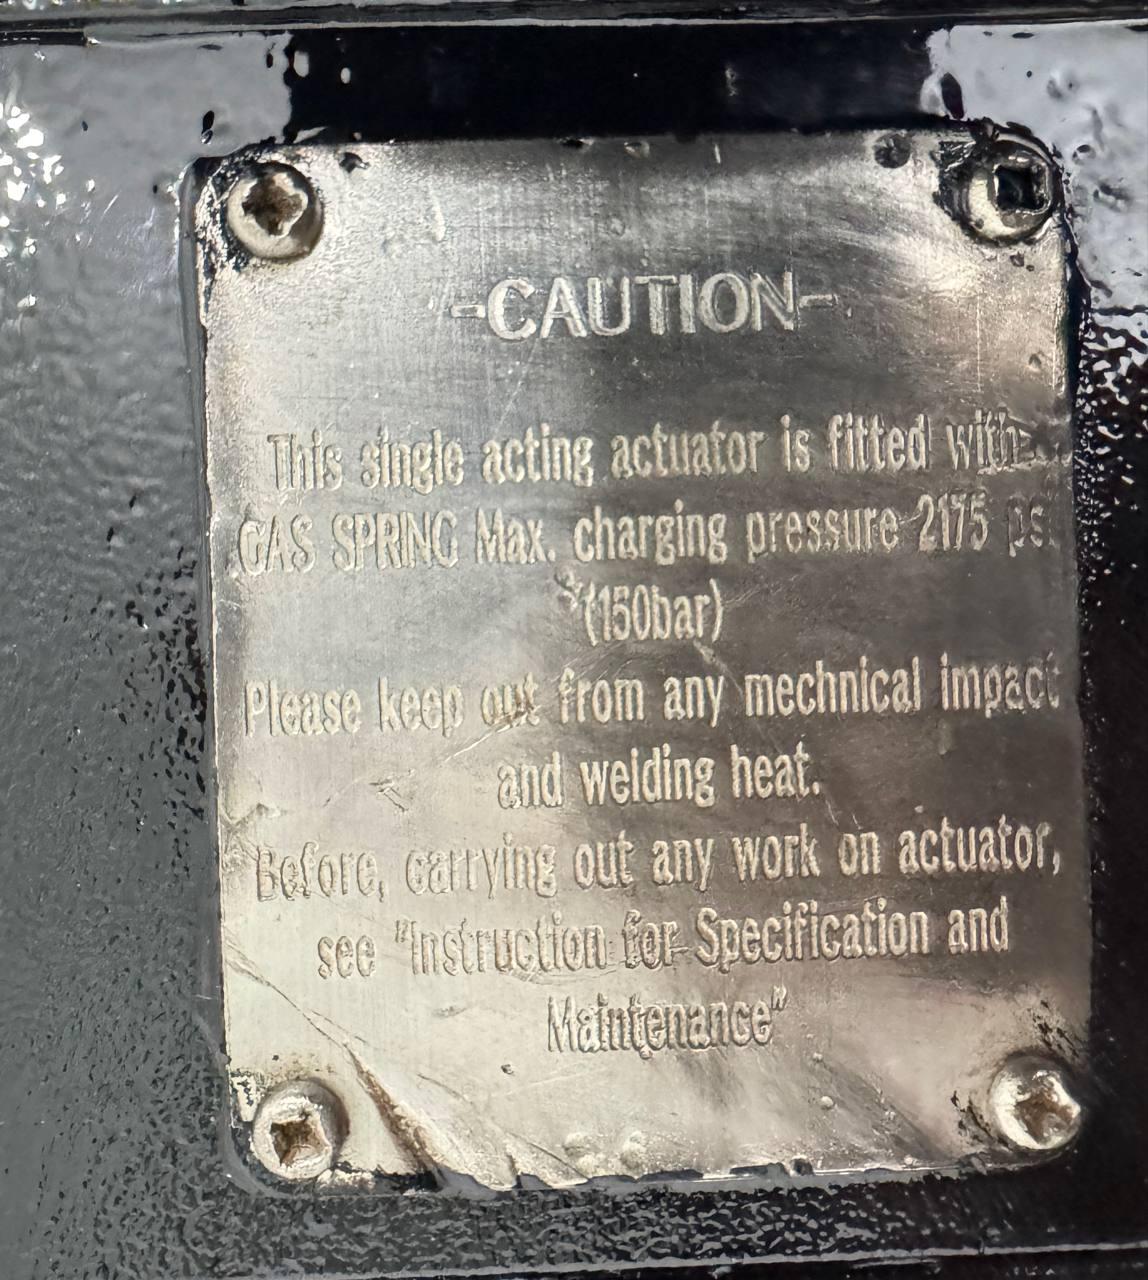 -CAUTION-
This single acting actuator is fitted with
GAS SPRING Max. charging pressure 2175 psi
(150bar)
Please keep out from any mechnical impact
and welding heat.
Before, carrying out any work on actuator,
see "Instruction for Specification and
Maintenance"